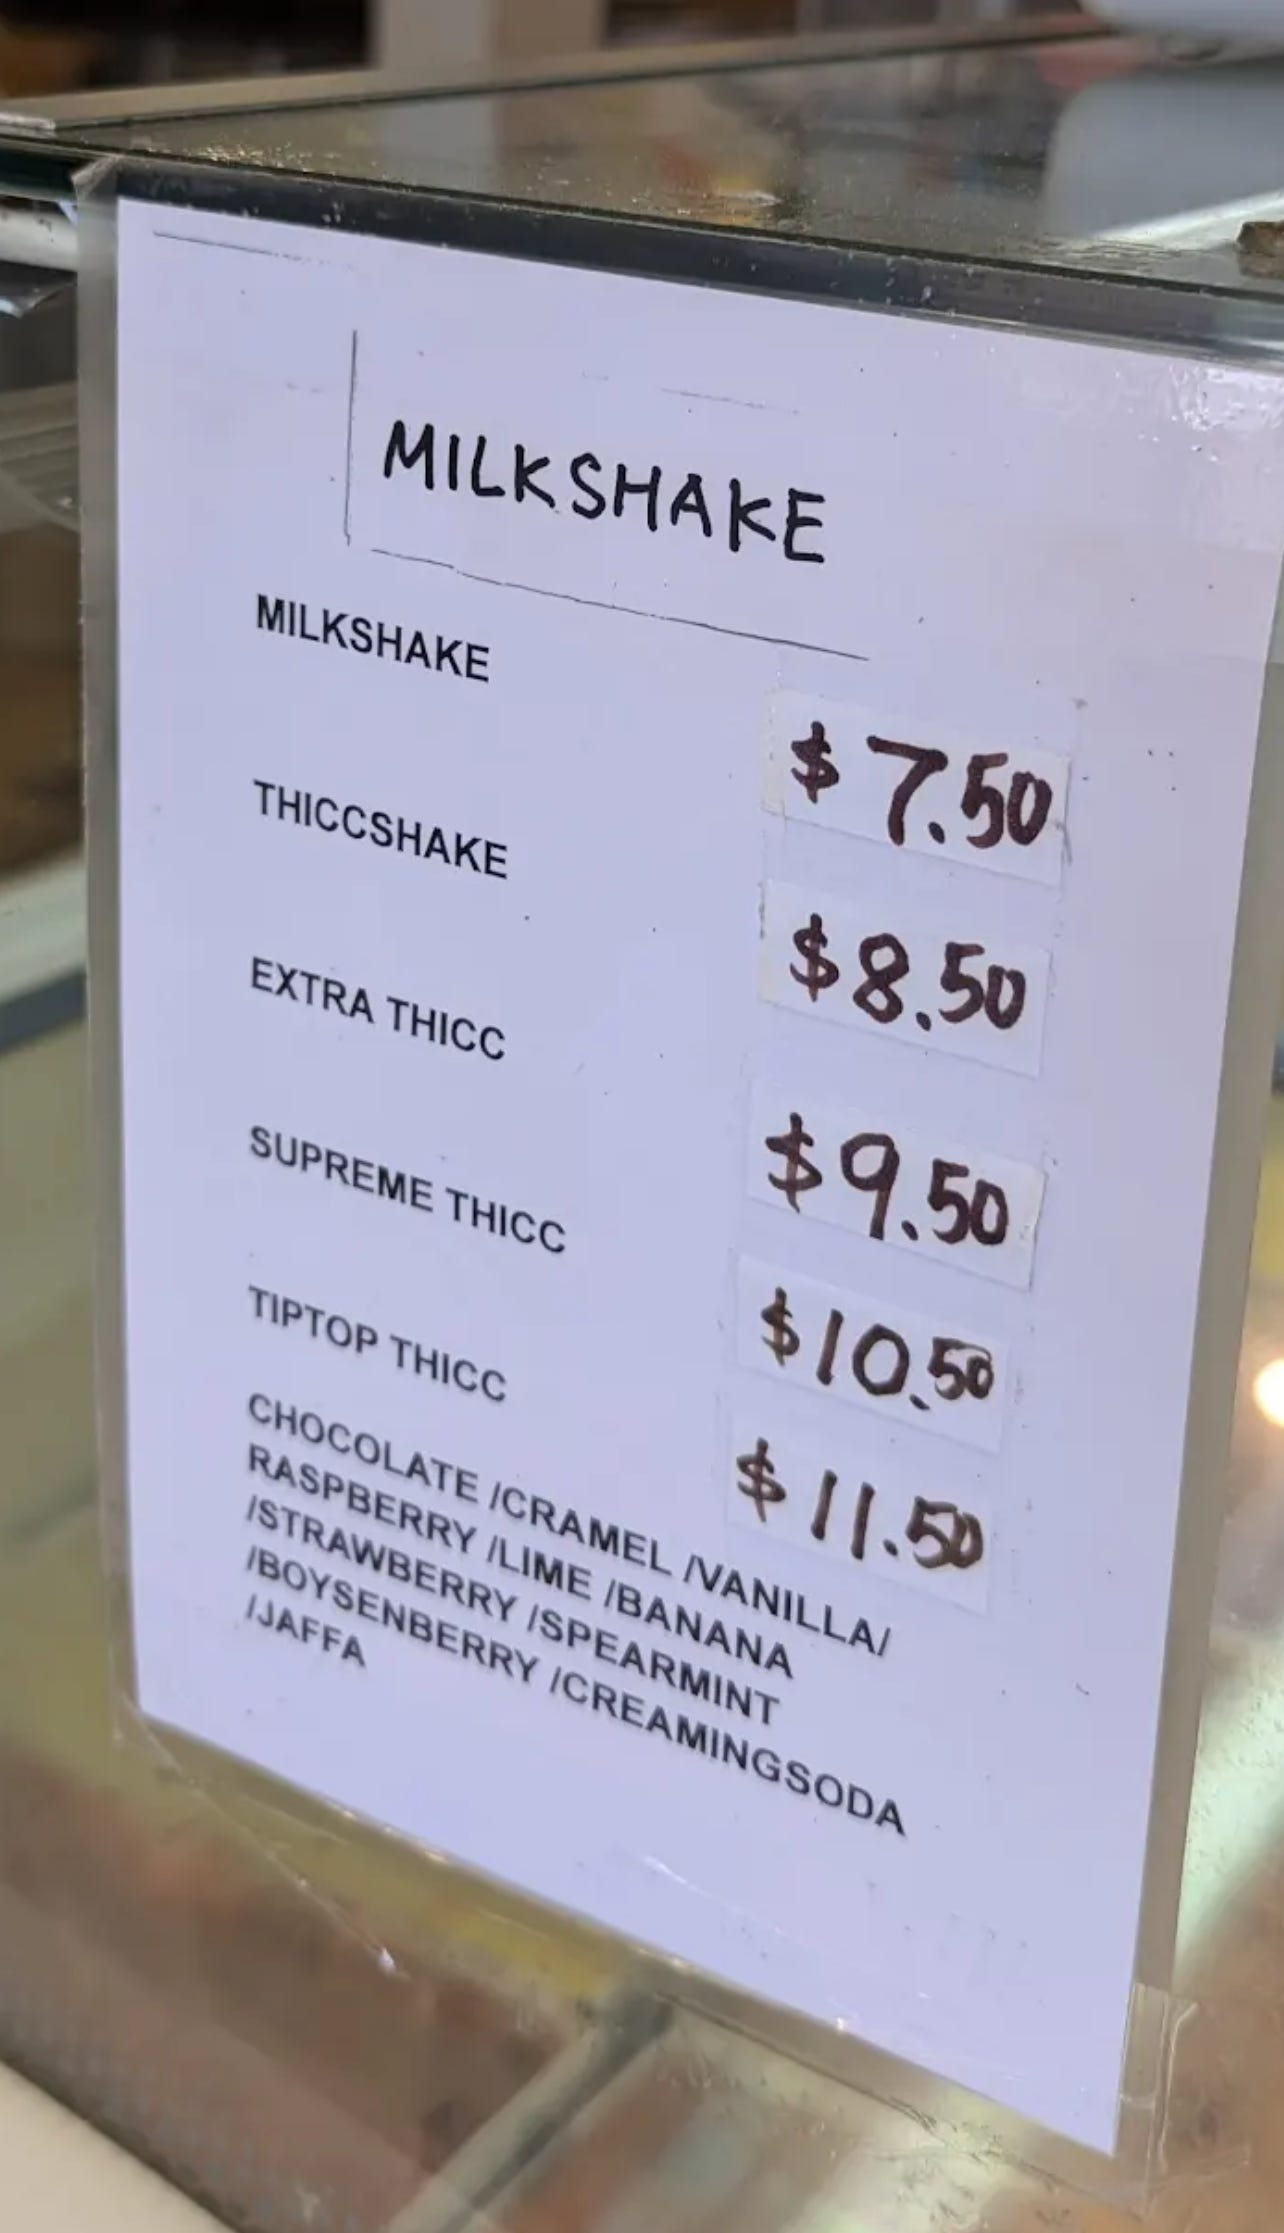 MILKSHAKE
MILKSHAKE
$7.50
THICCSHAKE
$8.50
EXTRA THICC
$9.50
SUPREME THICC
$10.50
TIPTOP THICC
$11.50
CHOCOLATE /CRAMEL /VANILLA/
RASPBERRY /LIME /BANANA
/STRAWBERRY /SPEARMINT
/BOYSENBERRY /CREAMINGSODA
/JAFFA